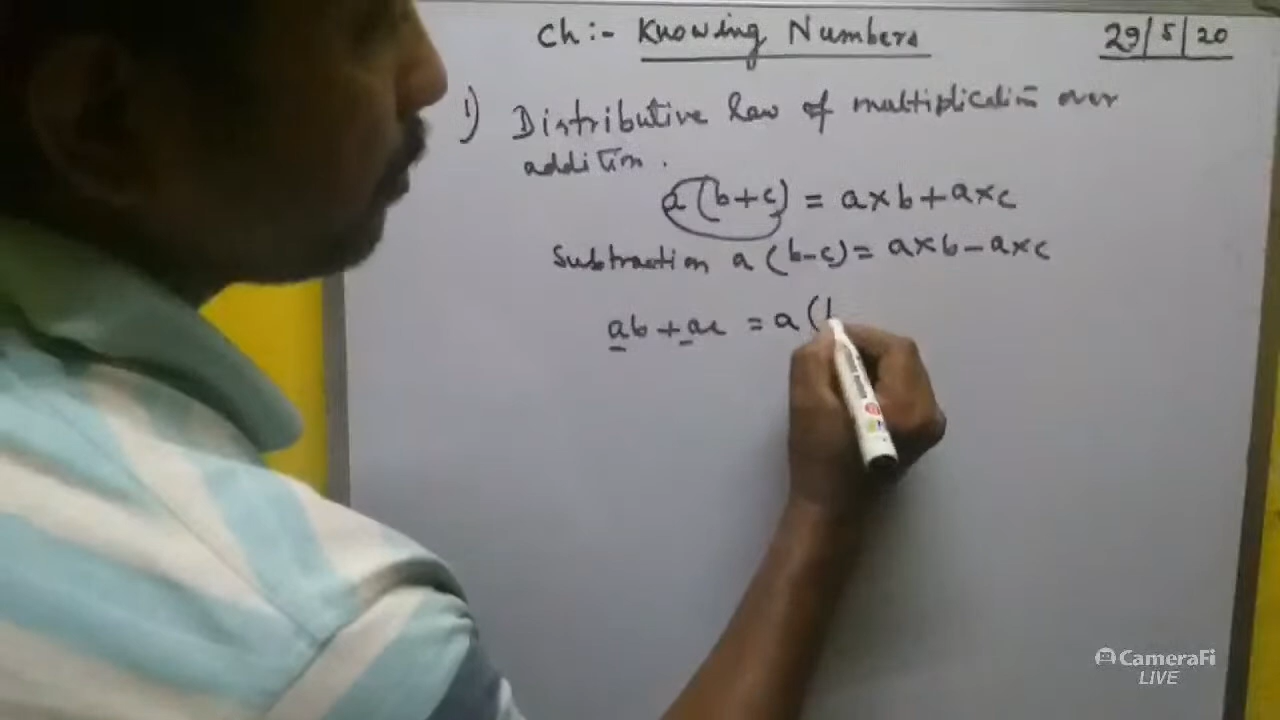 Ch:- Knowing Numbers
29/5/20
1) Distributive Law of multiplication over
addition.
a(b+c) = a×b+a×c
Subtraction a(b-c)= a×b-a×c
ab+ac = a(b
CameraFi
LIVE